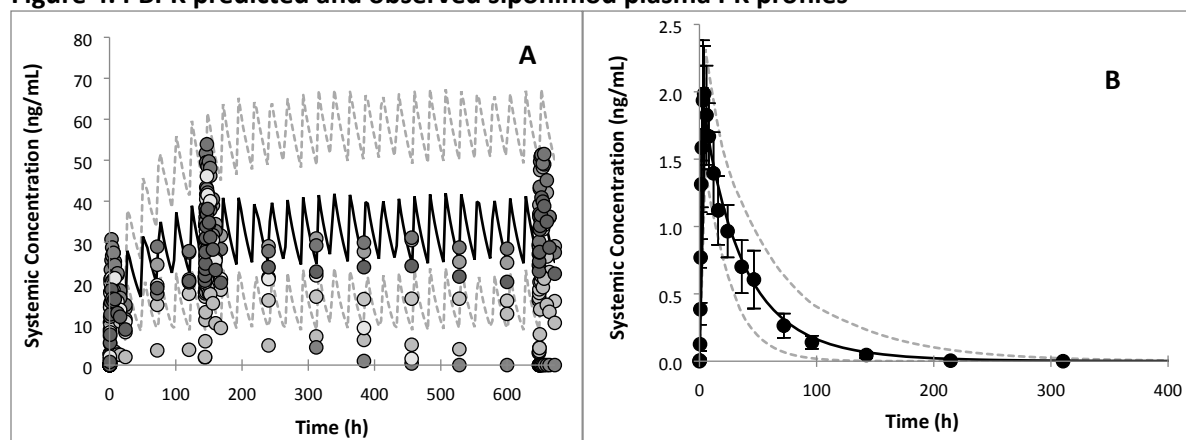 Figure 4. PBPK predicted and observed siponimod plasma PK profiles
A
Systemic Concentration (ng/mL)
80
70
60
50
40
30
20
10
0
0 100 200 300 400 500 600
Time (h)
B
Systemic Concentration (ng/mL)
2.5
2.0
1.5
1.0
0.5
0.0
0 100 200 300 400
Time (h)